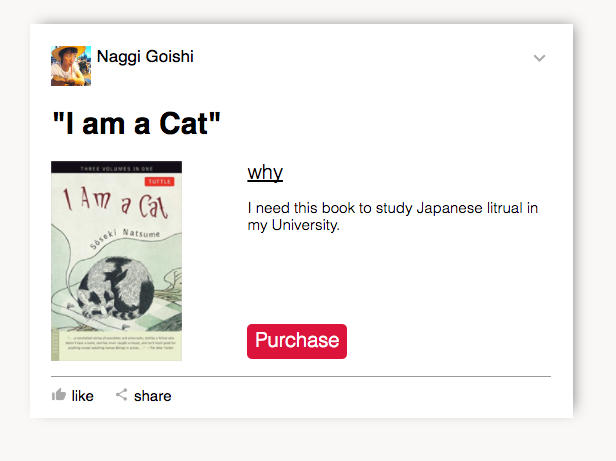 Naggi Goishi
"I am a Cat"
THREE VOLUMES IN ONE
TUTTLE
I Am a Cat
Sōseki Natsume
why
I need this book to study Japanese litrual in
my University.
Purchase
like share